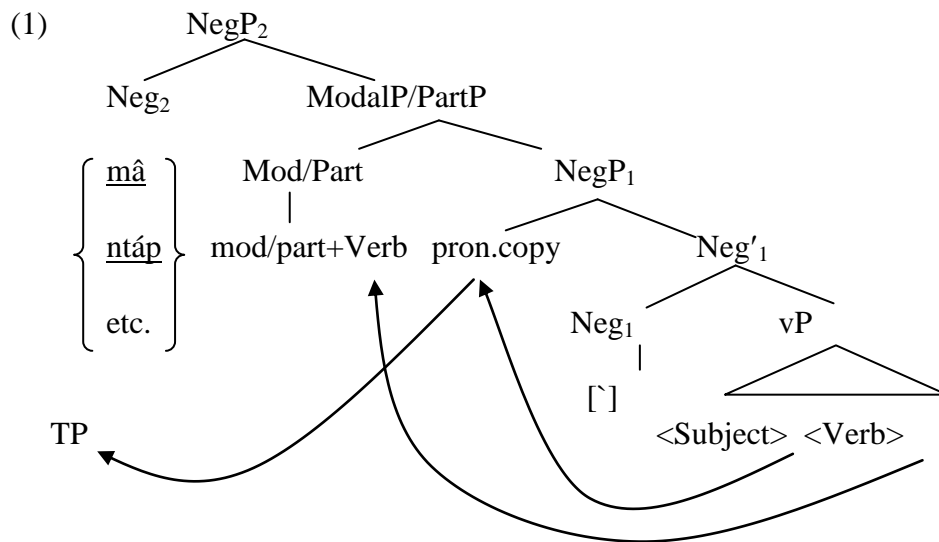 (1) NegP₂
Neg₂ ModalP/PartP
mâ Mod/Part NegP₁
ntáp mod/part+Verb pron.copy Neg′₁
etc. Neg₁ vP
[`]
TP <Subject> <Verb>